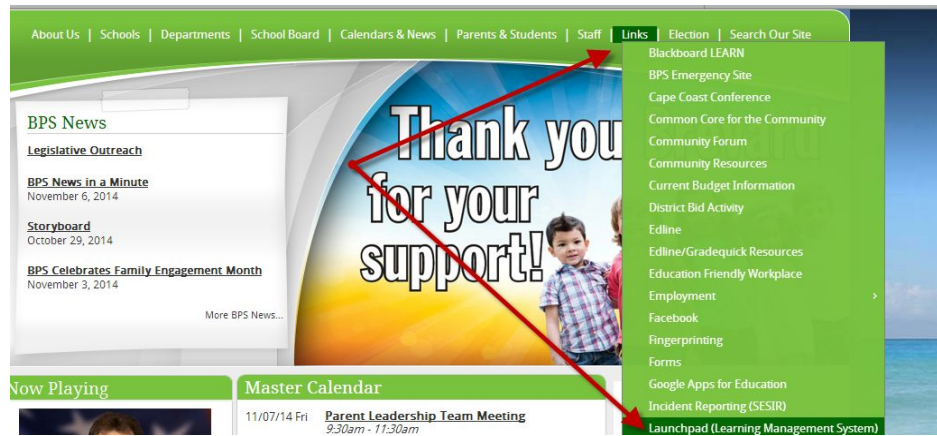 About Us | Schools | Departments | School Board | Calendars & News | Parents & Students | Staff | Links | Election | Search Our Site
BPS News
Legislative Outreach
BPS News in a Minute
November 6, 2014
Storyboard
October 29, 2014
BPS Celebrates Family Engagement Month
November 3, 2014
More BPS News...
Thank you
for your
support!
Blackboard LEARN
BPS Emergency Site
Cape Coast Conference
Common Core for the Community
Community Forum
Community Resources
Current Budget Information
District Bid Activity
Edline
Edline/Gradequick Resources
Education Friendly Workplace
Employment ›
Facebook
Fingerprinting
Forms
Google Apps for Education
Incident Reporting (SESIR)
Launchpad (Learning Management System)
Now Playing
Master Calendar
11/07/14 Fri Parent Leadership Team Meeting
9:30am - 11:30am